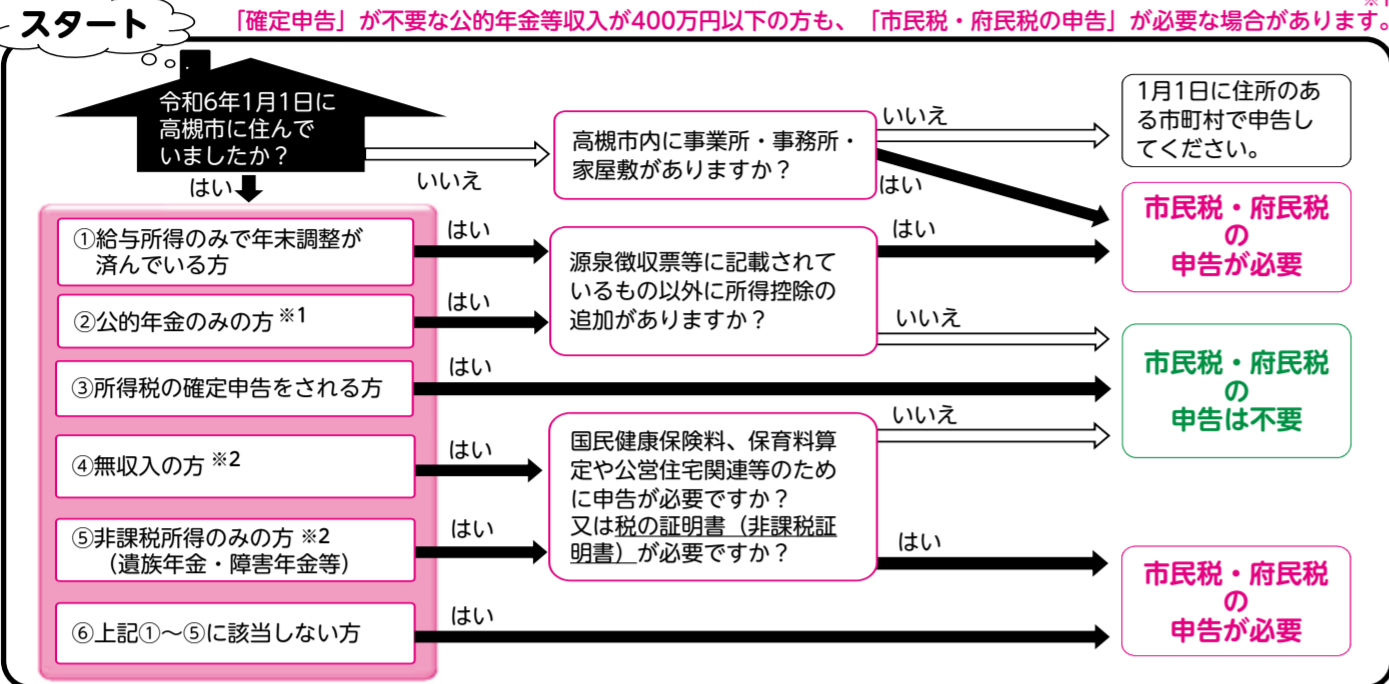 ※1
スタート
「確定申告」が不要な公的年金等収入が400万円以下の方も、「市民税・府民税の申告」が必要な場合があります。
令和6年1月1日に
高槻市に住んで
いましたか？
はい
いいえ
高槻市内に事業所・事務所・
家屋敷がありますか？
いいえ
はい
1月1日に住所のあ
る市町村で申告し
てください。
市民税・府民税
の
申告が必要
①給与所得のみで年末調整が
済んでいる方
はい
②公的年金のみの方 ※1
はい
源泉徴収票等に記載されて
いるもの以外に所得控除の
追加がありますか？
はい
いいえ
③所得税の確定申告をされる方
はい
市民税・府民税
の
申告は不要
④無収入の方 ※2
はい
⑤非課税所得のみの方 ※2
（遺族年金・障害年金等）
はい
国民健康保険料、保育料算
定や公営住宅関連等のため
に申告が必要ですか？
又は税の証明書（非課税証
明書）が必要ですか？
いいえ
はい
⑥上記①～⑤に該当しない方
はい
市民税・府民税
の
申告が必要